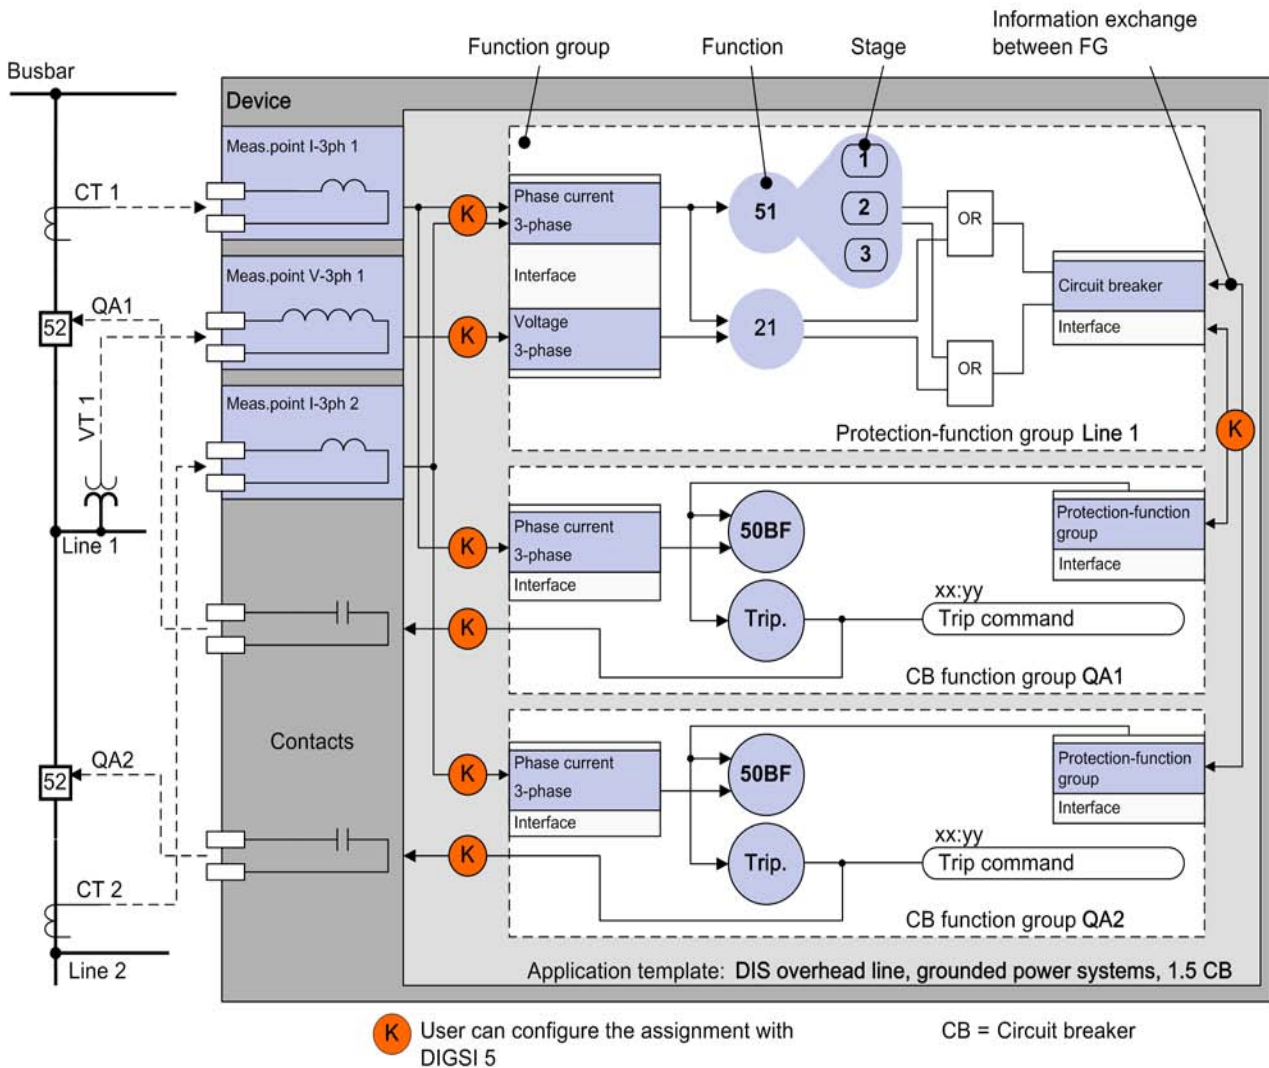 Information exchange
between FG
Function group
Function
Stage
Busbar
Device
Meas.point I-3ph 1
CT 1
K
Phase current
3-phase
51
1
2
3
OR
Interface
Circuit breaker
Interface
Meas.point V-3ph 1
QA1
52
K
Voltage
3-phase
21
OR
VT 1
Meas.point I-3ph 2
Protection-function group Line 1
K
Line 1
K
Phase current
3-phase
Interface
50BF
Protection-function
group
Interface
K
Trip.
xx:yy
Trip command
CB function group QA1
Contacts
QA2
52
K
Phase current
3-phase
Interface
50BF
Protection-function
group
Interface
K
Trip.
xx:yy
Trip command
CB function group QA2
CT 2
Line 2
Application template: DIS overhead line, grounded power systems, 1.5 CB
K
User can configure the assignment with
DIGSI 5
CB = Circuit breaker